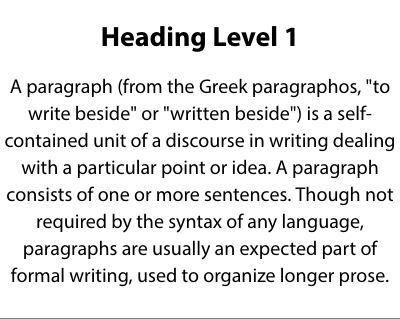 Heading Level 1
A paragraph (from the Greek paragraphos, "to
write beside" or "written beside") is a self-
contained unit of a discourse in writing dealing
with a particular point or idea. A paragraph
consists of one or more sentences. Though not
required by the syntax of any language,
paragraphs are usually an expected part of
formal writing, used to organize longer prose.